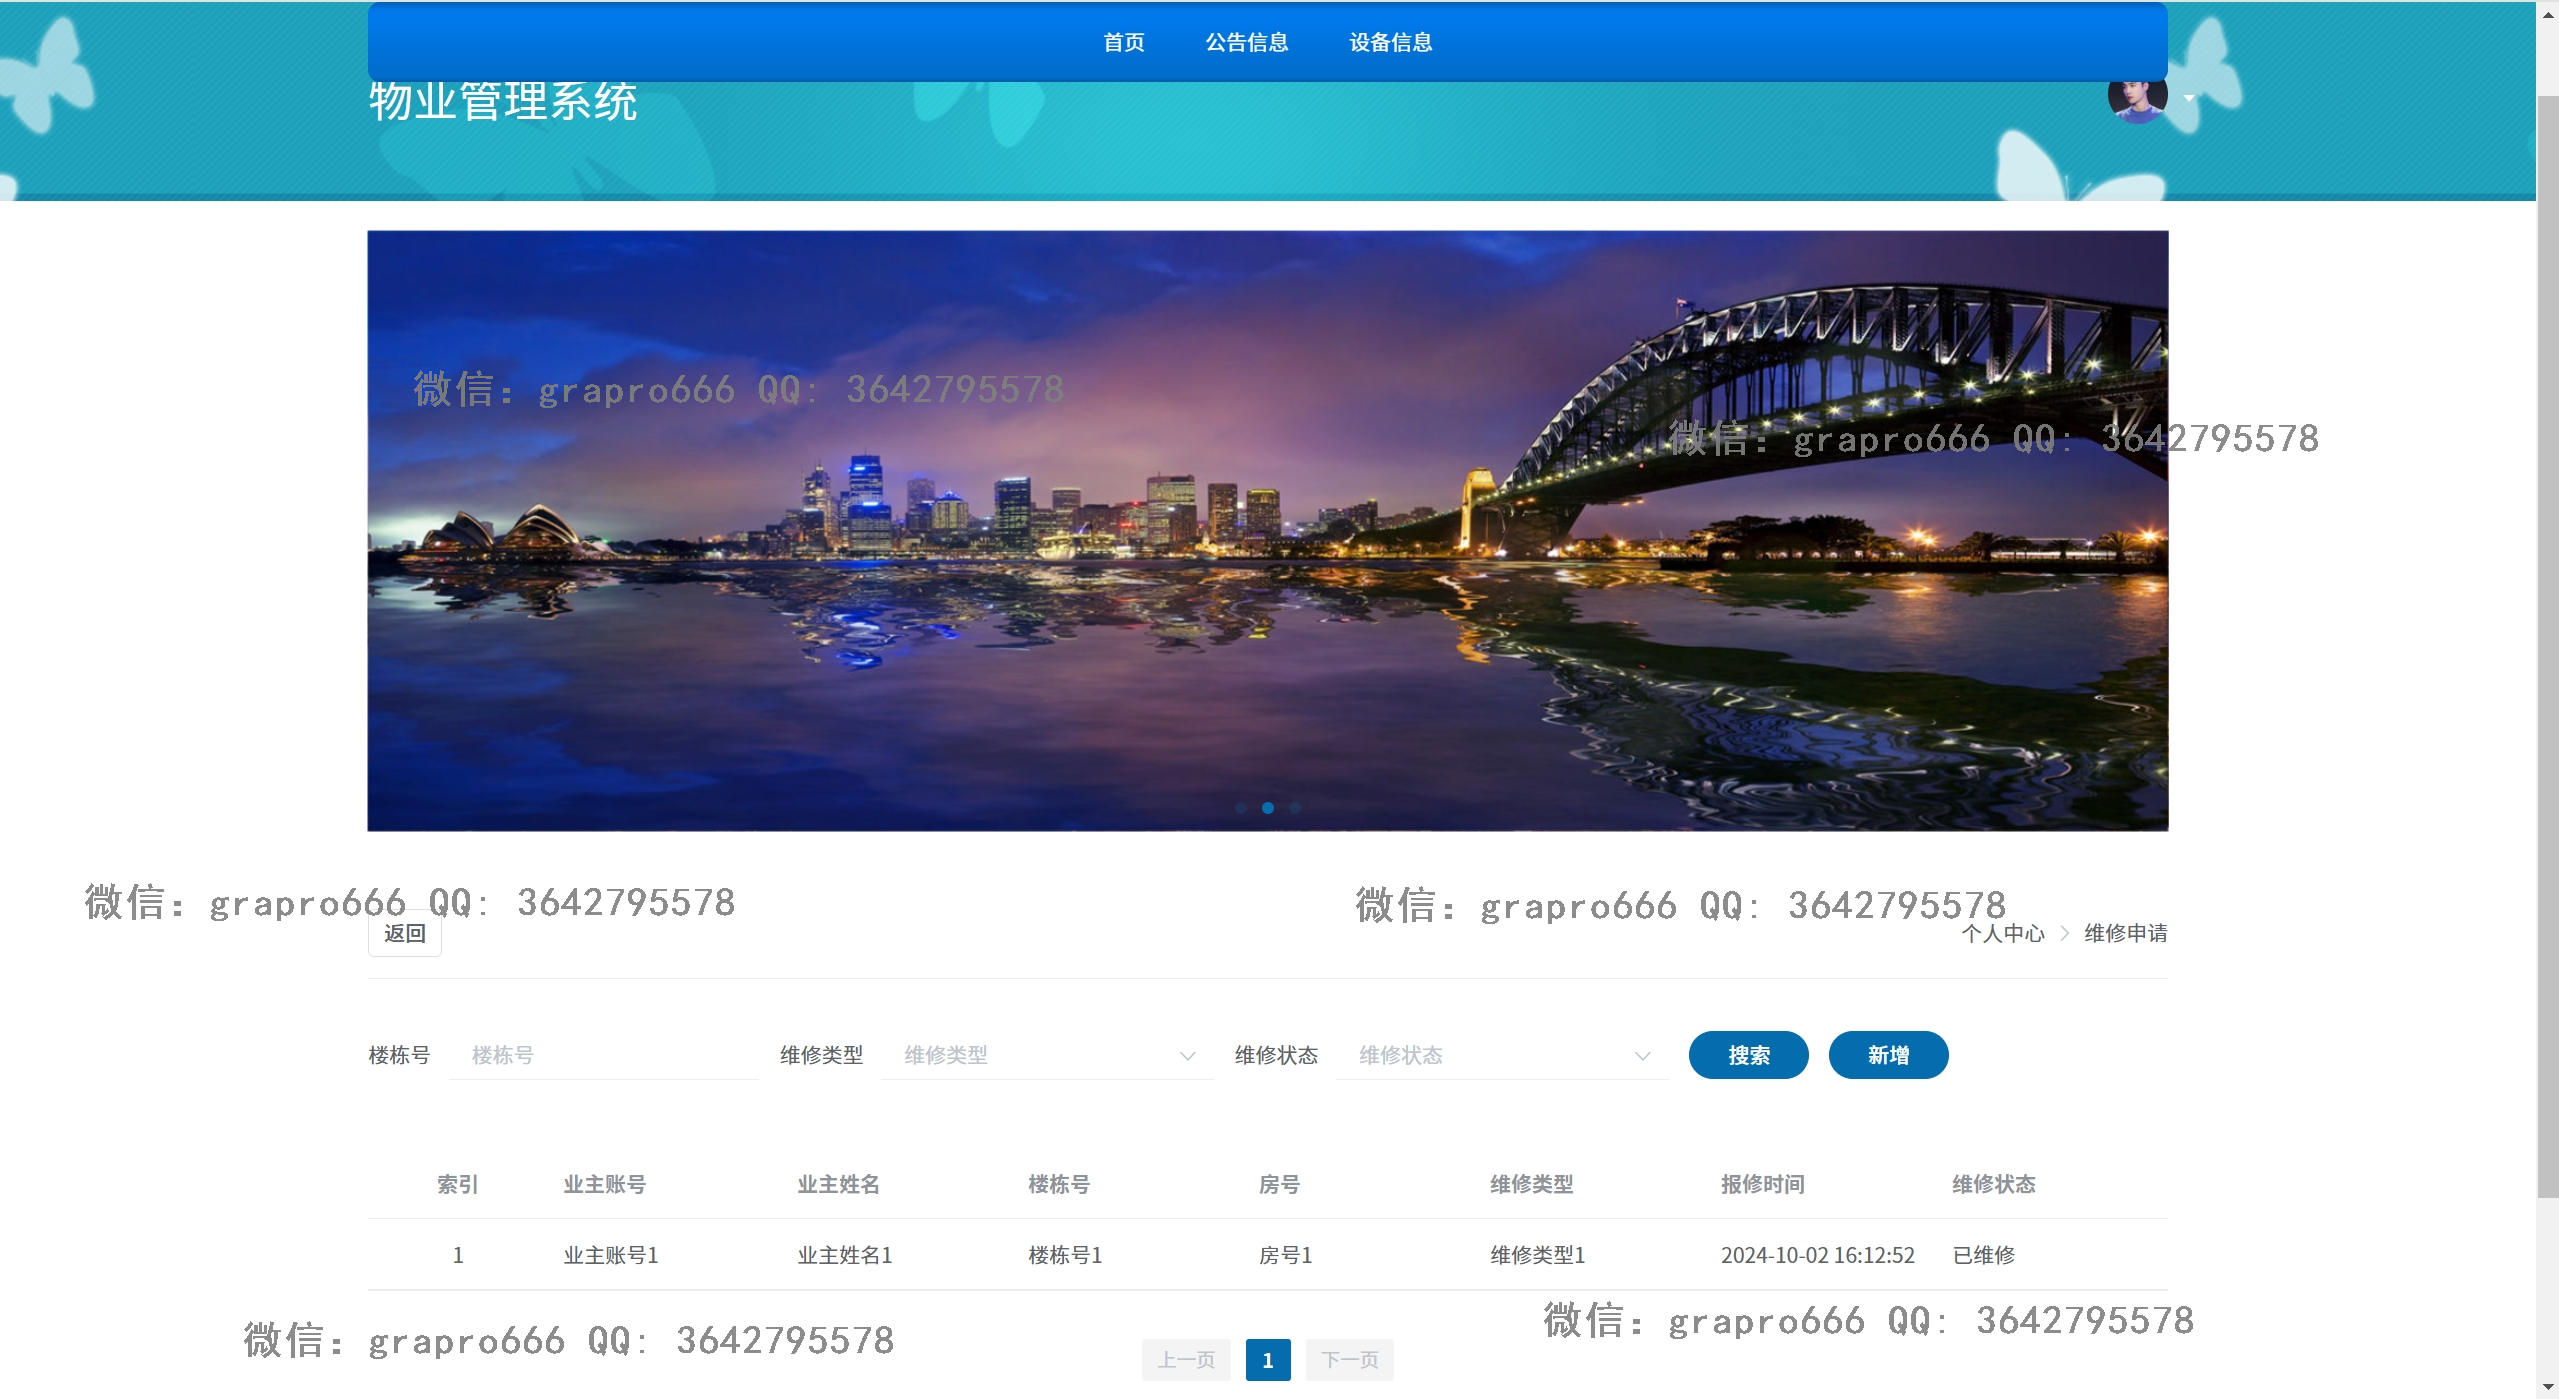 首页 公告信息 设备信息
物业管理系统
微信: grapro666 QQ: 3642795578
微信: grapro666 QQ: 3642795578
微信: grapro666 QQ: 3642795578
微信: grapro666 QQ: 3642795578
返回
个人中心 > 维修申请
楼栋号 楼栋号 维修类型 维修类型 维修状态 维修状态 搜索 新增
索引 业主账号 业主姓名 楼栋号 房号 维修类型 报修时间 维修状态
1 业主账号1 业主姓名1 楼栋号1 房号1 维修类型1 2024-10-02 16:12:52 已维修
微信: grapro666 QQ: 3642795578
微信: grapro666 QQ: 3642795578
上一页 1 下一页